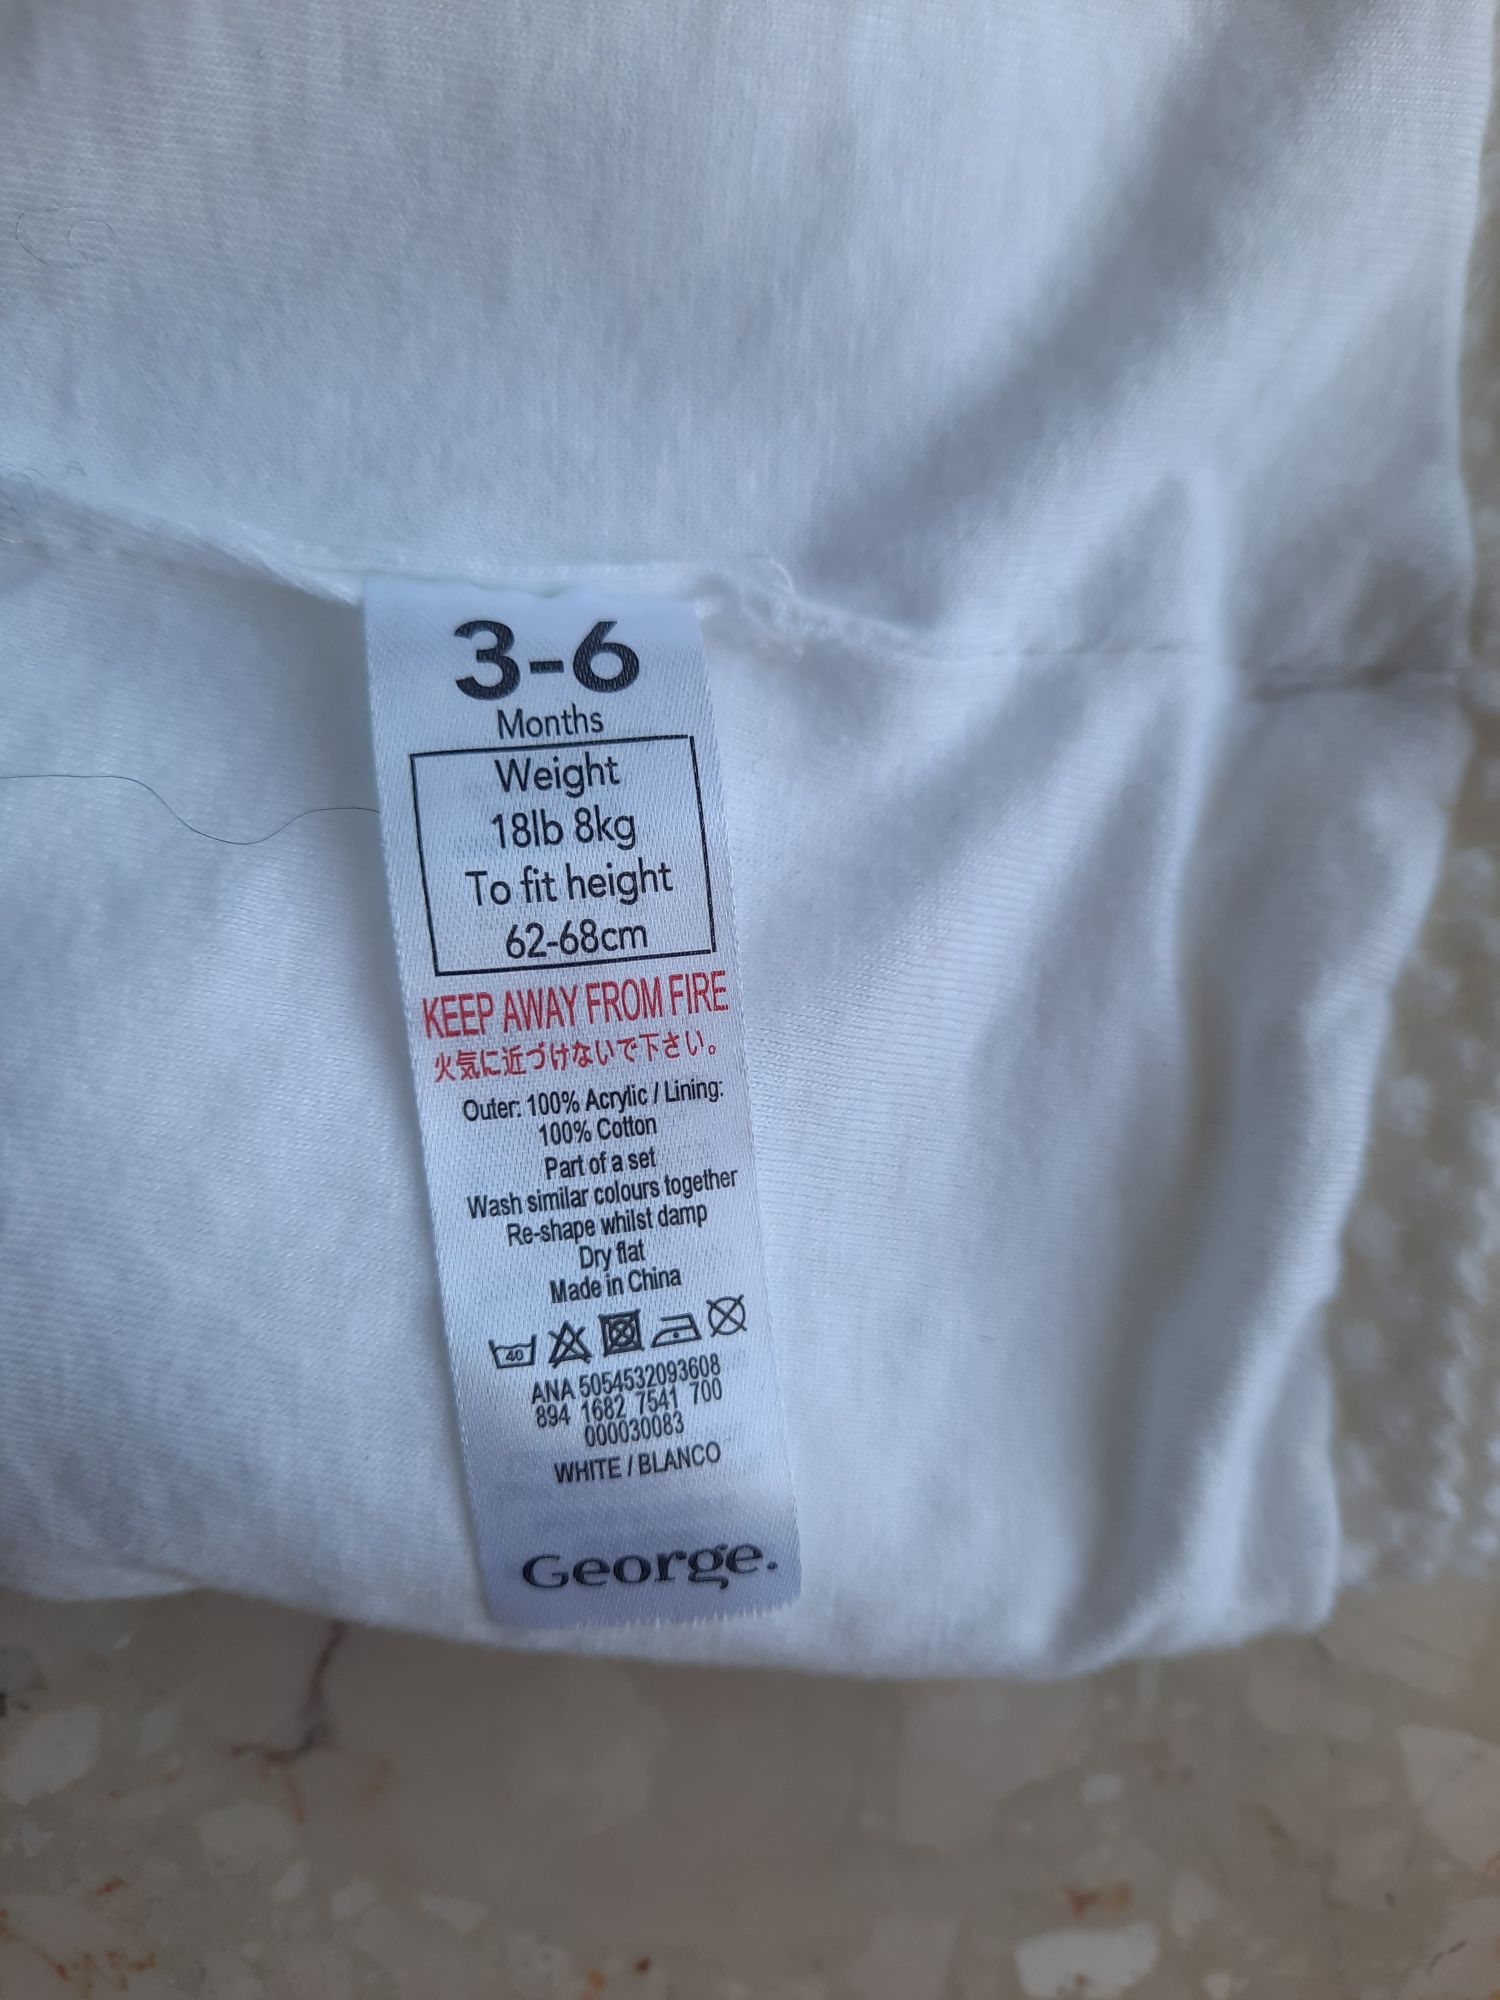 3-6
Months
Weight
18lb 8kg
To fit height
62-68cm
KEEP AWAY FROM FIRE
火気に近づけないで下さい。
Outer: 100% Acrylic / Lining:
100% Cotton
Part of a set
Wash similar colours together
Re-shape whilst damp
Dry flat
Made in China
40
ANA 5054532093608
894 1682 7541 700
000030083
WHITE / BLANCO
George.